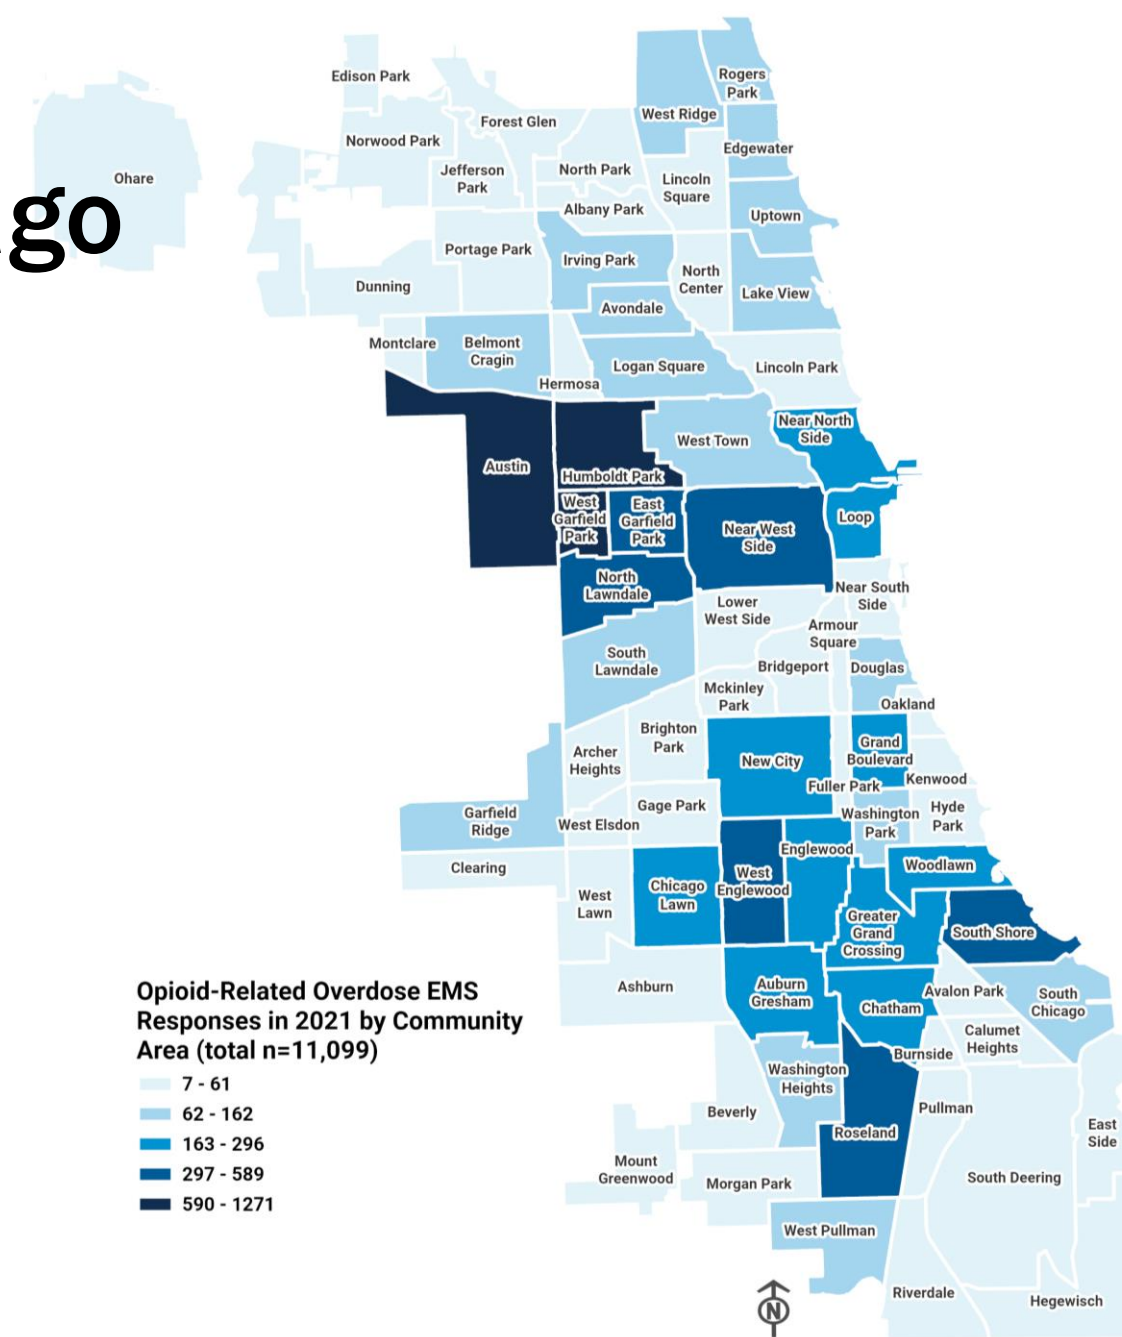 go
Edison Park
Rogers
Park
West Ridge
Forest Glen
Norwood Park
Edgewater
Ohare
Jefferson
Park
North Park
Lincoln
Square
Albany Park
Uptown
Portage Park
Irving Park
North
Center
Dunning
Lake View
Avondale
Montclare
Belmont
Cragin
Logan Square
Lincoln Park
Hermosa
Near North
Side
West Town
Austin
Humboldt Park
West
Garfield
Park
East
Garfield
Park
Near West
Side
Loop
North
Lawndale
Near South
Side
Lower
West Side
Armour
Square
South
Lawndale
Bridgeport
Douglas
Mckinley
Park
Oakland
Brighton
Park
Archer
Heights
New City
Grand
Boulevard
Kenwood
Fuller Park
Gage Park
Garfield
Ridge
West Elsdon
Washington
Park
Hyde
Park
Englewood
Clearing
Woodlawn
West
Englewood
Chicago
Lawn
West
Lawn
Greater
Grand
Crossing
South Shore
Ashburn
Auburn
Gresham
Avalon Park
South
Chicago
Chatham
Calumet
Heights
Burnside
Washington
Heights
Beverly
Pullman
East
Side
Roseland
Mount
Greenwood
Morgan Park
South Deering
West Pullman
Riverdale
Hegewisch
Opioid-Related Overdose EMS
Responses in 2021 by Community
Area (total n=11,099)
7 - 61
62 - 162
163 - 296
297 - 589
590 - 1271
N